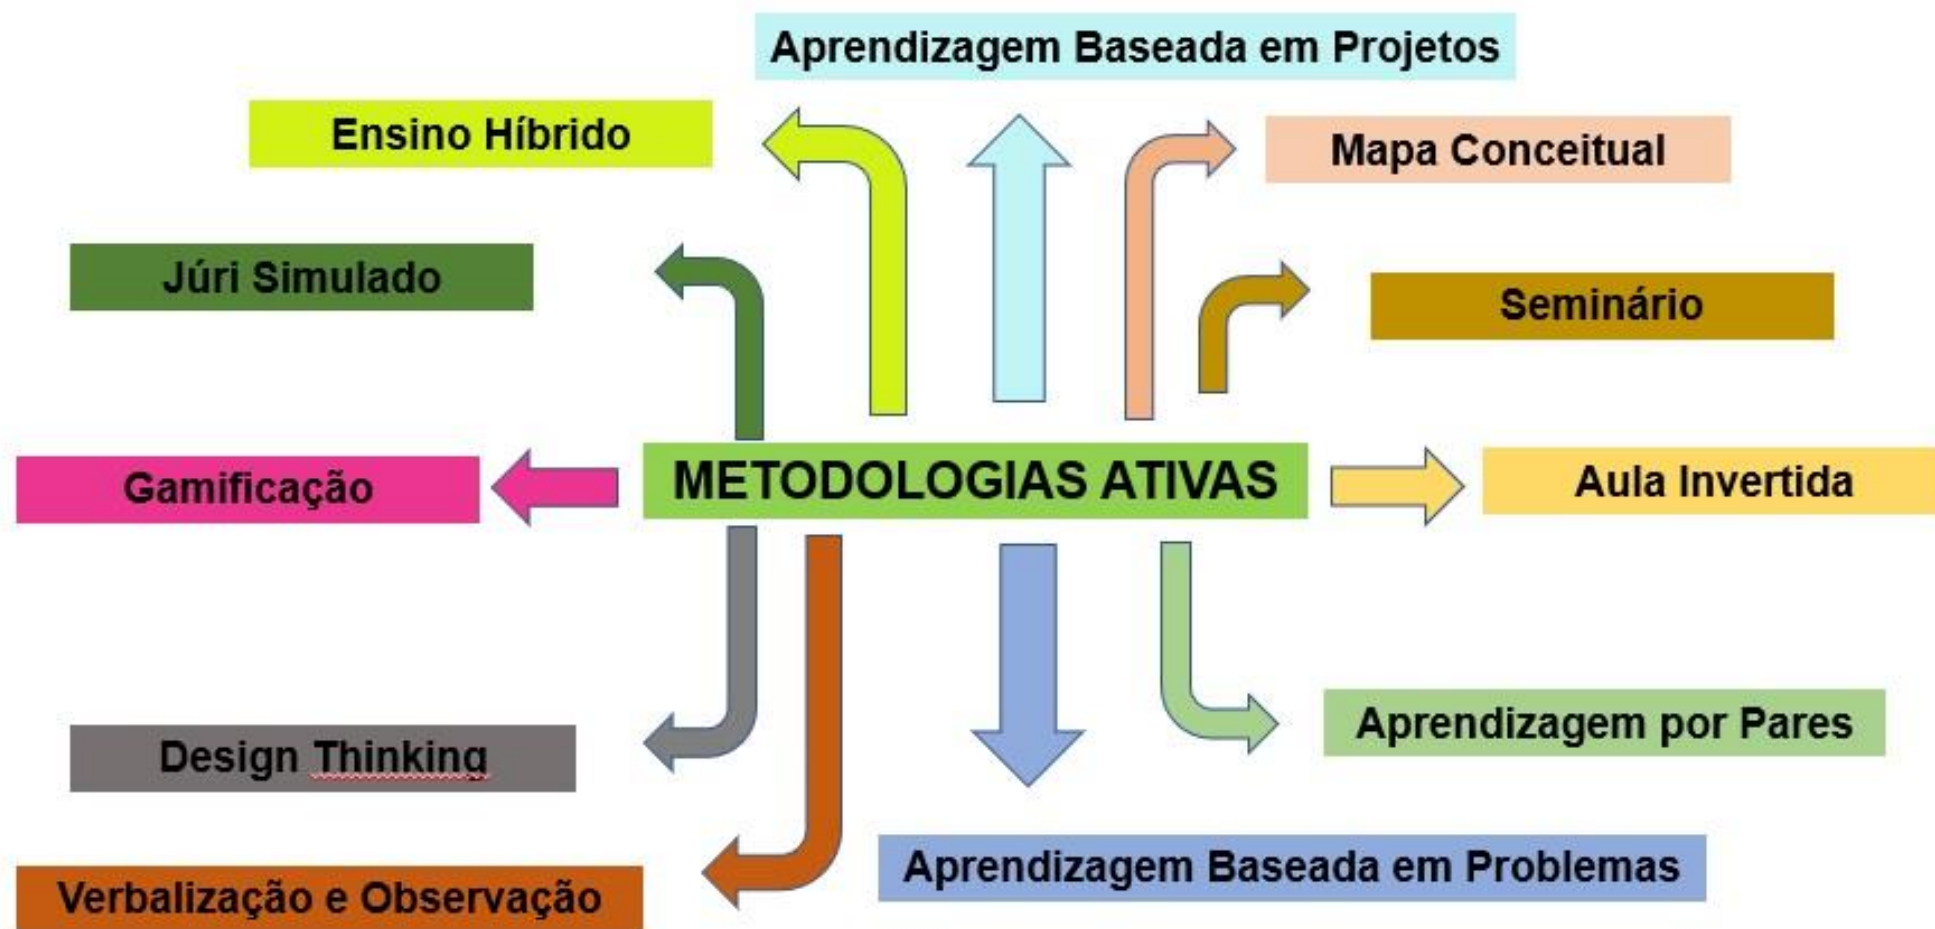 Aprendizagem Baseada em Projetos
Ensino Híbrido
Mapa Conceitual
Júri Simulado
Seminário
Gamificação
METODOLOGIAS ATIVAS
Aula Invertida
Design Thinking
Aprendizagem por Pares
Aprendizagem Baseada em Problemas
Verbalização e Observação